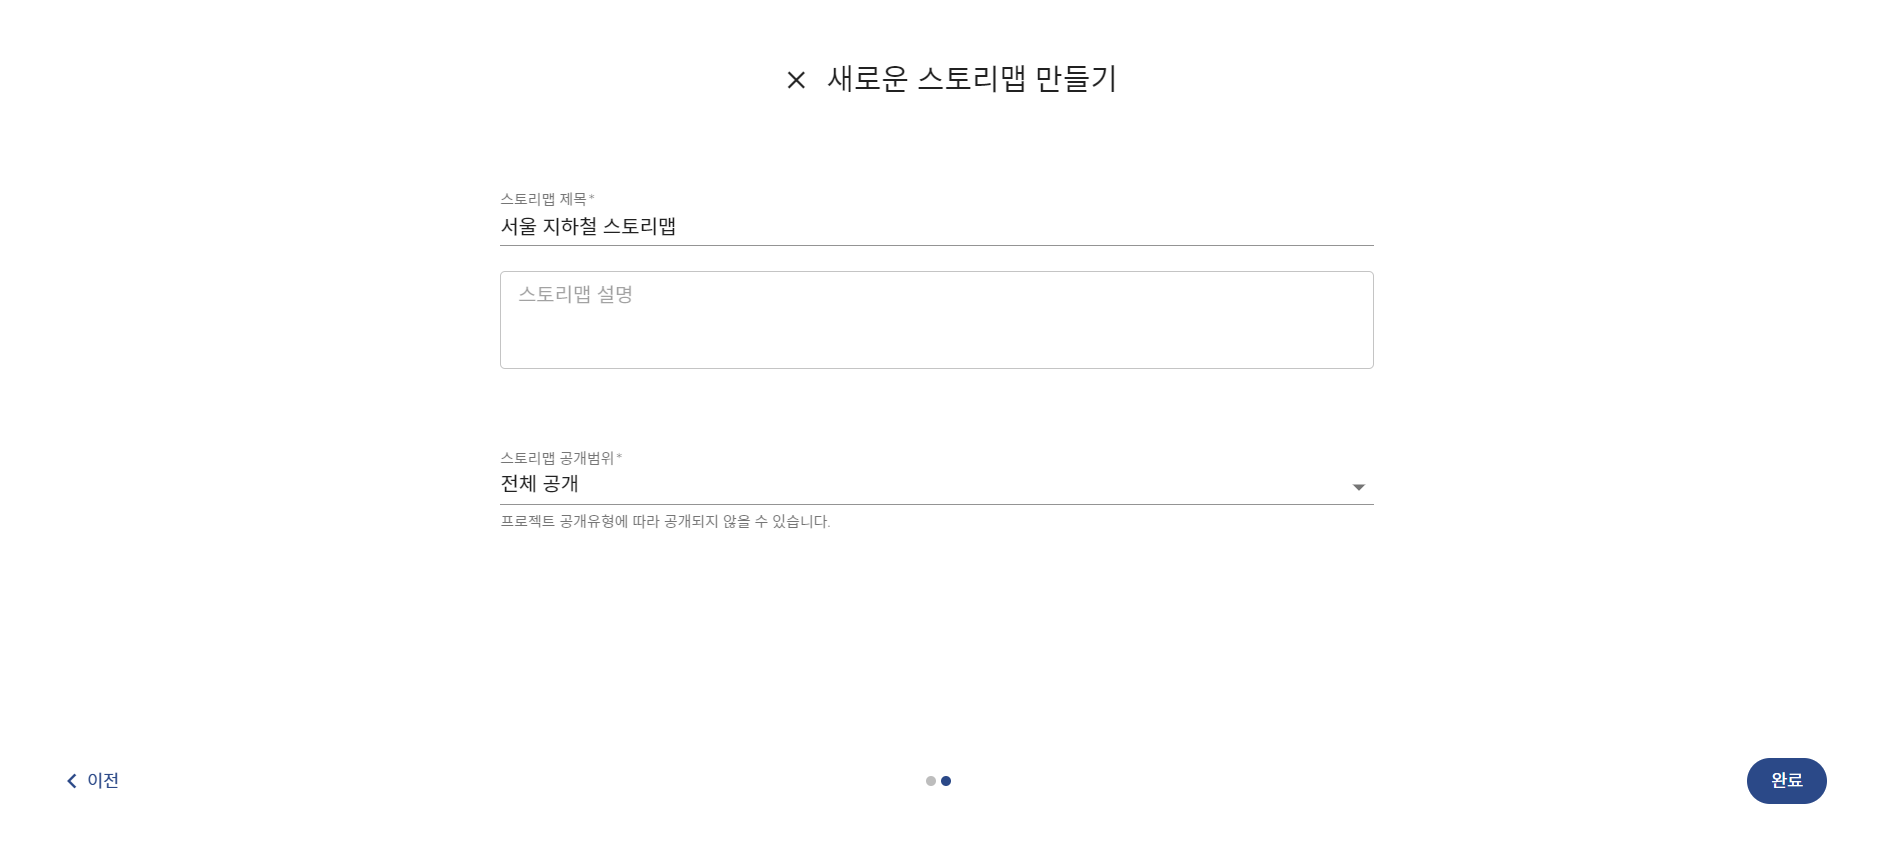 새로운 스토리맵 만들기
스토리맵 제목*
서울 지하철 스토리맵
스토리맵 설명
스토리맵 공개범위*
전체 공개
프로젝트 공개유형에 따라 공개되지 않을 수 있습니다.
이전
완료